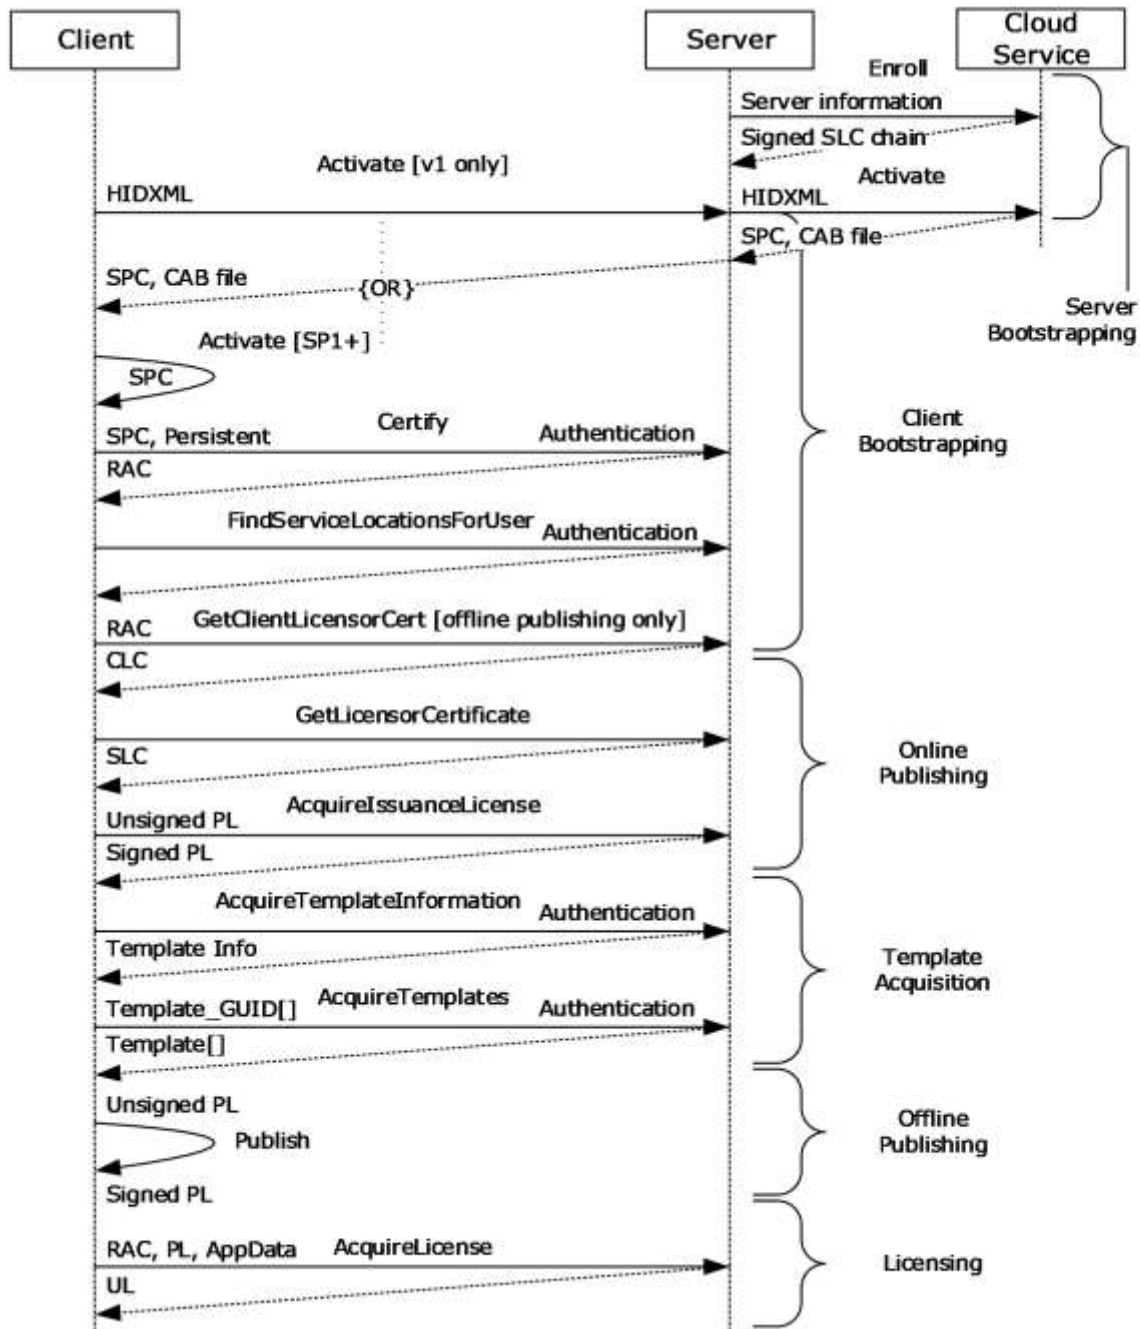 Client
Server
Cloud
Service
Enroll
Server information
Signed SLC chain
Activate [v1 only]
Activate
HIDXML
HIDXML
SPC, CAB file
SPC, CAB file
{OR}
Server
Bootstrapping
Activate [SP1+]
SPC
Certify
SPC, Persistent
Authentication
RAC
Client
Bootstrapping
FindServiceLocationsForUser
Authentication
GetClientLicensorCert [offline publishing only]
RAC
CLC
GetLicensorCertificate
SLC
Online
Publishing
AcquireIssuanceLicense
Unsigned PL
Signed PL
AcquireTemplateInformation
Authentication
Template Info
Template
Acquisition
AcquireTemplates
Template_GUID[]
Authentication
Template[]
Unsigned PL
Publish
Offline
Publishing
Signed PL
RAC, PL, AppData
AcquireLicense
Licensing
UL